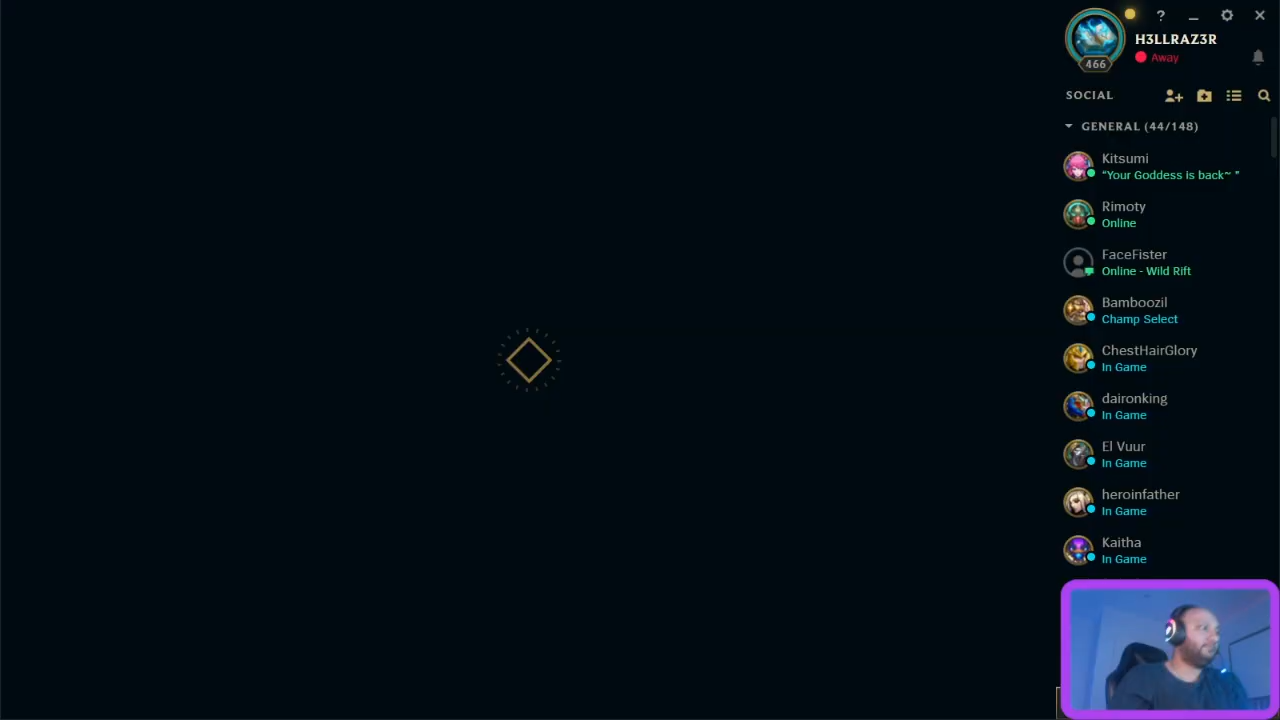 ?
H3LLRAZ3R
Away
466
SOCIAL
GENERAL (44/148)
Kitsumi
"Your Goddess is back~ "
Rimoty
Online
FaceFister
Online - Wild Rift
Bamboozil
Champ Select
ChestHairGlory
In Game
daironking
In Game
El Vuur
In Game
heroinfather
In Game
Kaitha
In Game